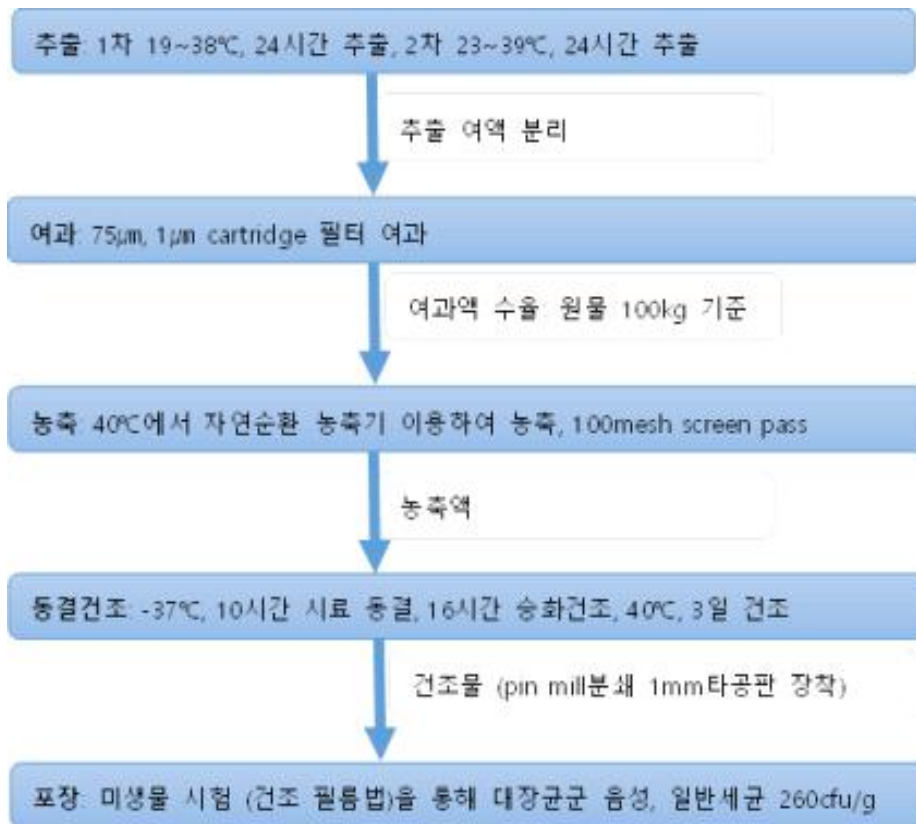 추출: 1차 19~38℃, 24시간 추출, 2차 23~39℃, 24시간 추출
추출 여액 분리
여과: 75μm, 1μm cartridge 필터 여과
여과액 수율: 원물 100kg 기준
농축: 40℃에서 자연순환 농축기 이용하여 농축, 100mesh screen pass
농축액
동결건조: -37℃, 10시간 시료 동결, 16시간 승화건조, 40℃, 3일 건조
건조물 (pin mill분쇄 1mm타공판 장착)
포장: 미생물 시험 (건조 필름법)을 통해 대장균군 음성, 일반세균 260cfu/g